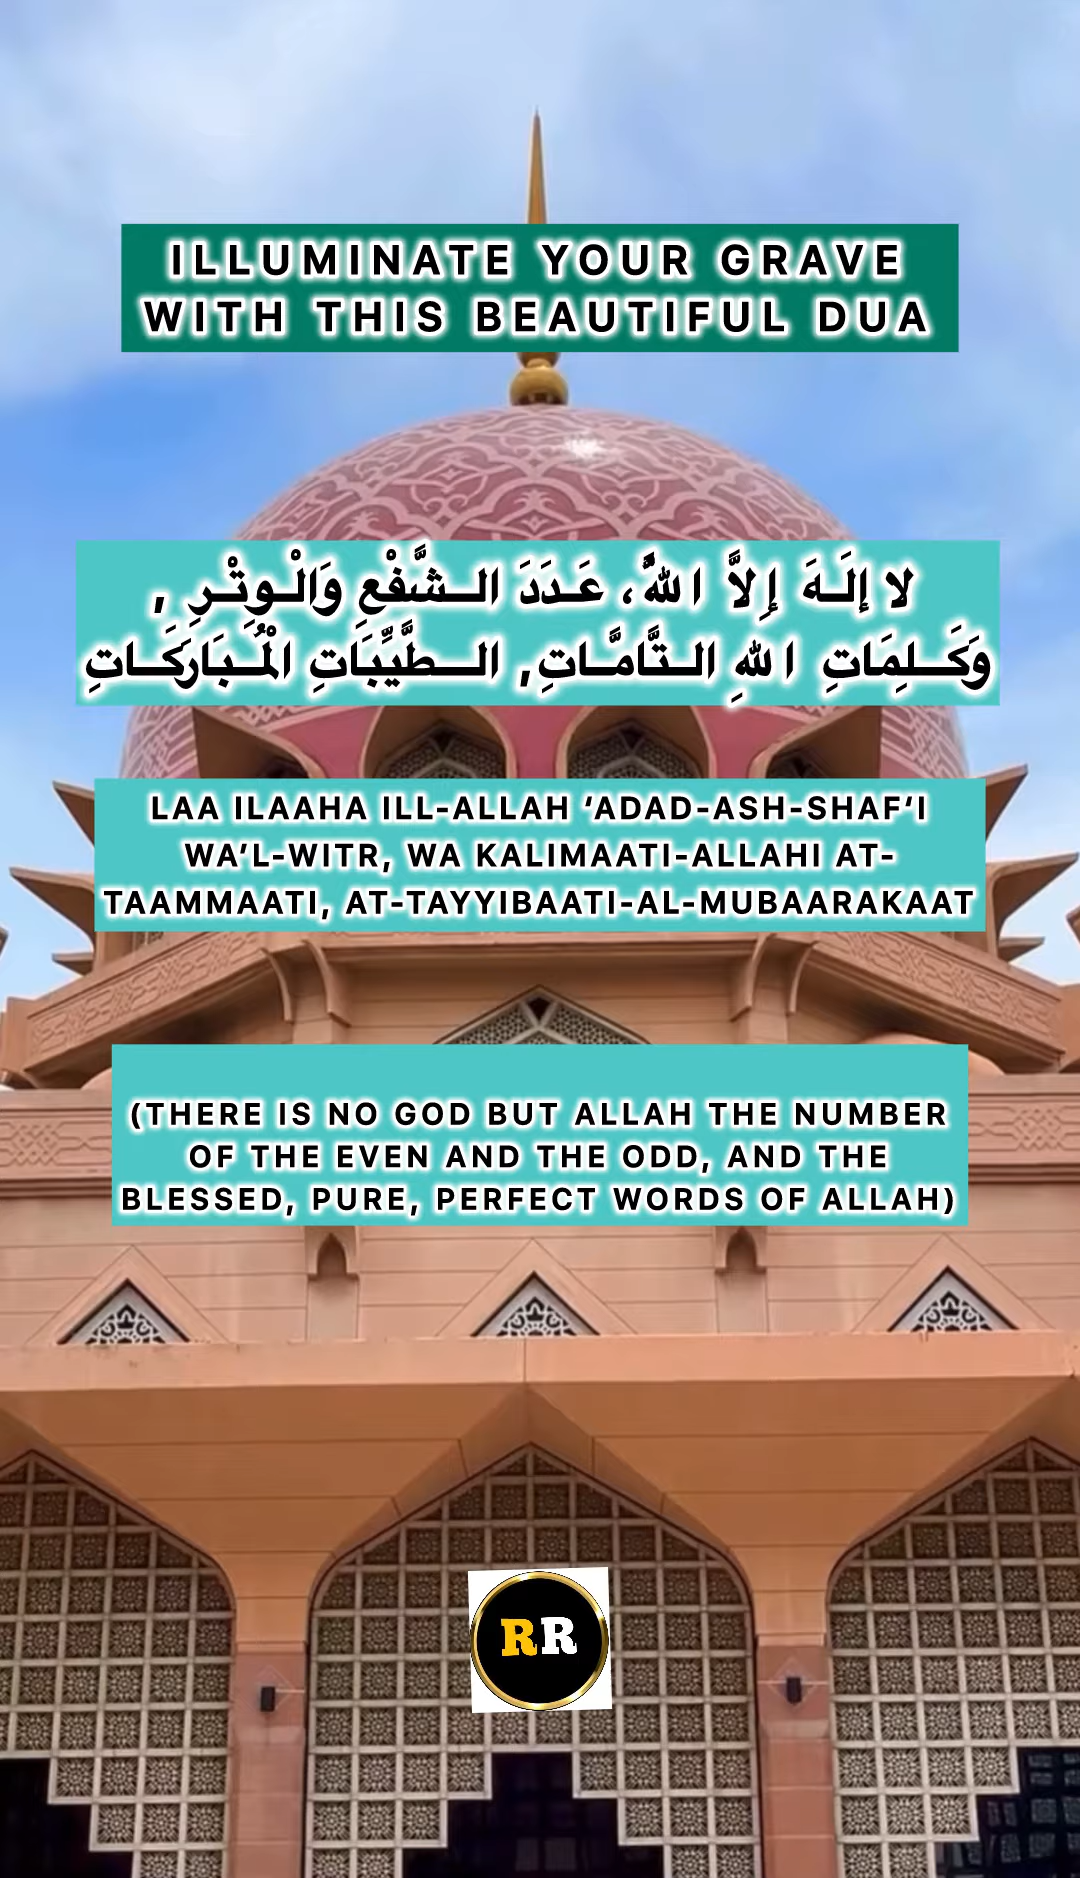 ILLUMINATE YOUR GRAVE
WITH THIS BEAUTIFUL DUA
لا إلَـهَ إِلاَّ اللهُ، عَـدَدَ الـشَّفْعِ وَالْـوِتْـرِ ,
وَكَـلِمَاتِ اللهِ الـتَّامَّـاتِ, الـطَّيِّبَاتِ الْمُـبَارَكَـاتِ
LAA ILAAHA ILL-ALLAH ‘ADAD-ASH-SHAF‘I
WA‘L-WITR, WA KALIMAATI-ALLAHI AT-
TAAMMAATI, AT-TAYYIBAATI-AL-MUBAARAKAAT
(THERE IS NO GOD BUT ALLAH THE NUMBER
OF THE EVEN AND THE ODD, AND THE
BLESSED, PURE, PERFECT WORDS OF ALLAH)
RR